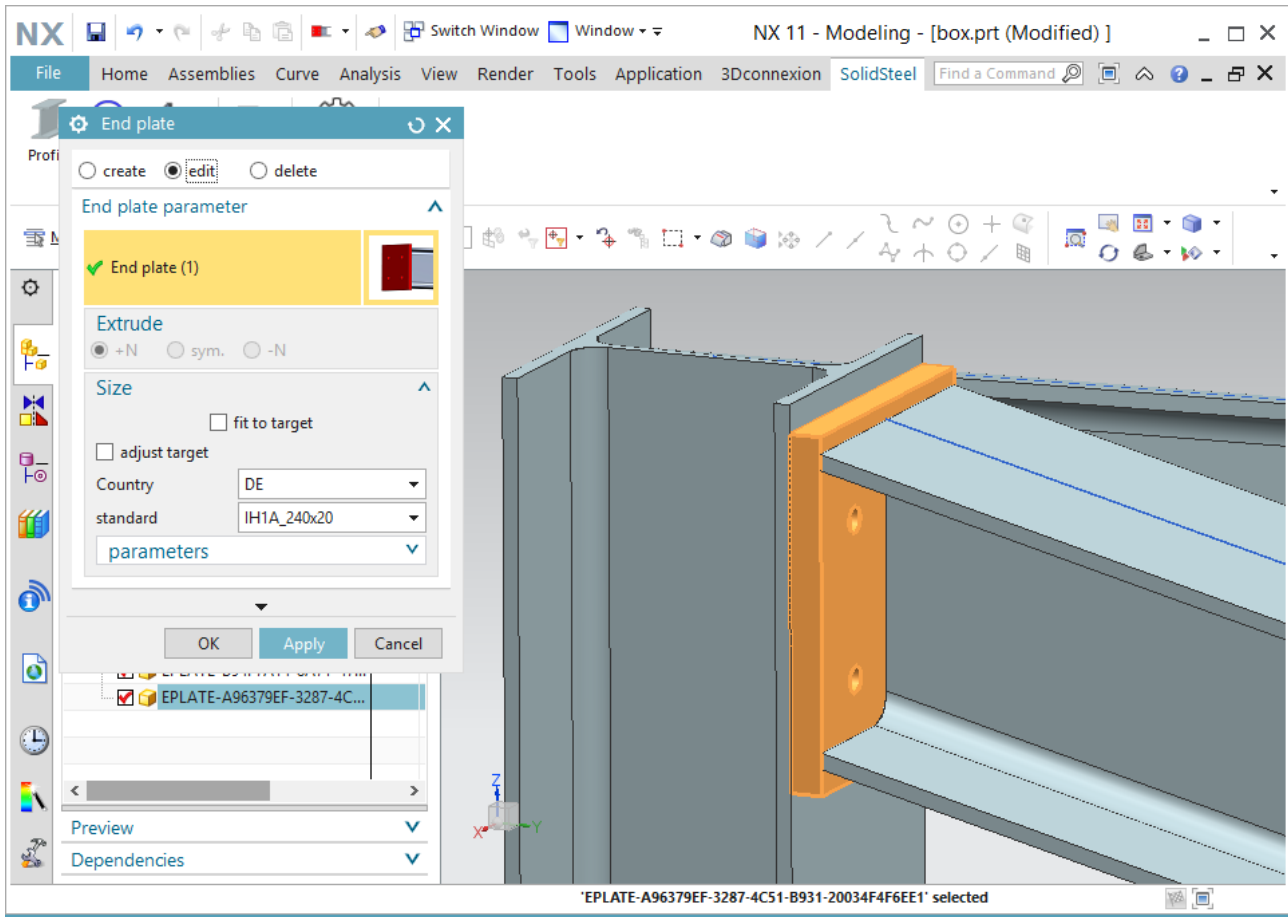 NX
Switch Window
Window
NX 11 - Modeling - [box.prt (Modified) ]
File
Home
Assemblies
Curve
Analysis
View
Render
Tools
Application
3Dconnexion
SolidSteel
Find a Command
Profi
End plate
create
edit
delete
End plate parameter
M
End plate (1)
Extrude
+N
sym.
-N
Size
fit to target
adjust target
Country
DE
standard
IH1A_240x20
parameters
OK
Apply
Cancel
EPLATE-A96379EF-3287-4C...
Preview
Dependencies
Z
X
Y
'EPLATE-A96379EF-3287-4C51-B931-20034F4F6EE1' selected